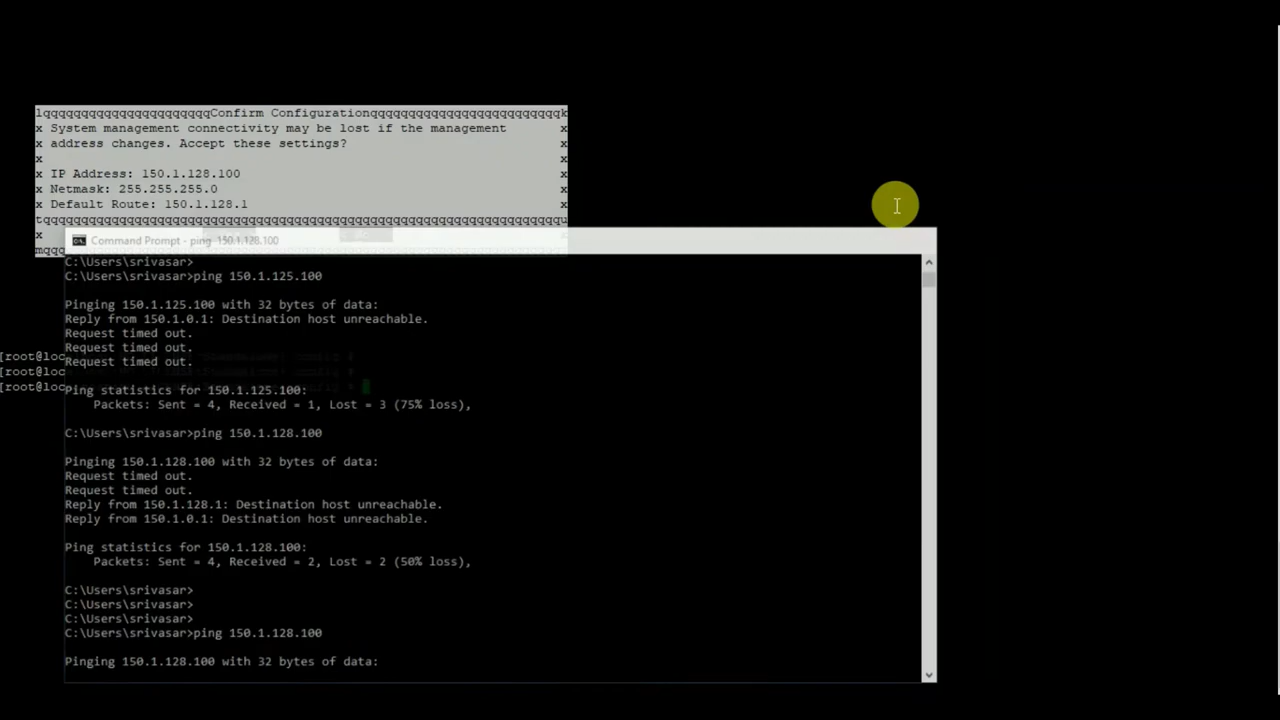 lqqqqqqqqqqqqqqqqqqqqqqqConfirm Configurationqqqqqqqqqqqqqqqqqqqqqqqqqk
x System management connectivity may be lost if the management x
x address changes. Accept these settings? x
x x
x IP Address: 150.1.128.100 x
x Netmask: 255.255.255.0 x
x Default Route: 150.1.128.1 x
tqqqqqqqqqqqqqqqqqqqqqqqqqqqqqqqqqqqqqqqqqqqqqqqqqqqqqqqqqqqqqqqqqqqqu
x
mqqq
Command Prompt - ping 150.1.128.100
C:\Users\srivasar>
C:\Users\srivasar>ping 150.1.125.100
Pinging 150.1.125.100 with 32 bytes of data:
Reply from 150.1.0.1: Destination host unreachable.
Request timed out.
Request timed out.
[root@loc
Request timed out.
[root@loc
[root@loc
Ping statistics for 150.1.125.100:
Packets: Sent = 4, Received = 1, Lost = 3 (75% loss),
C:\Users\srivasar>ping 150.1.128.100
Pinging 150.1.128.100 with 32 bytes of data:
Request timed out.
Request timed out.
Reply from 150.1.128.1: Destination host unreachable.
Reply from 150.1.0.1: Destination host unreachable.
Ping statistics for 150.1.128.100:
Packets: Sent = 4, Received = 2, Lost = 2 (50% loss),
C:\Users\srivasar>
C:\Users\srivasar>
C:\Users\srivasar>
C:\Users\srivasar>ping 150.1.128.100
Pinging 150.1.128.100 with 32 bytes of data: